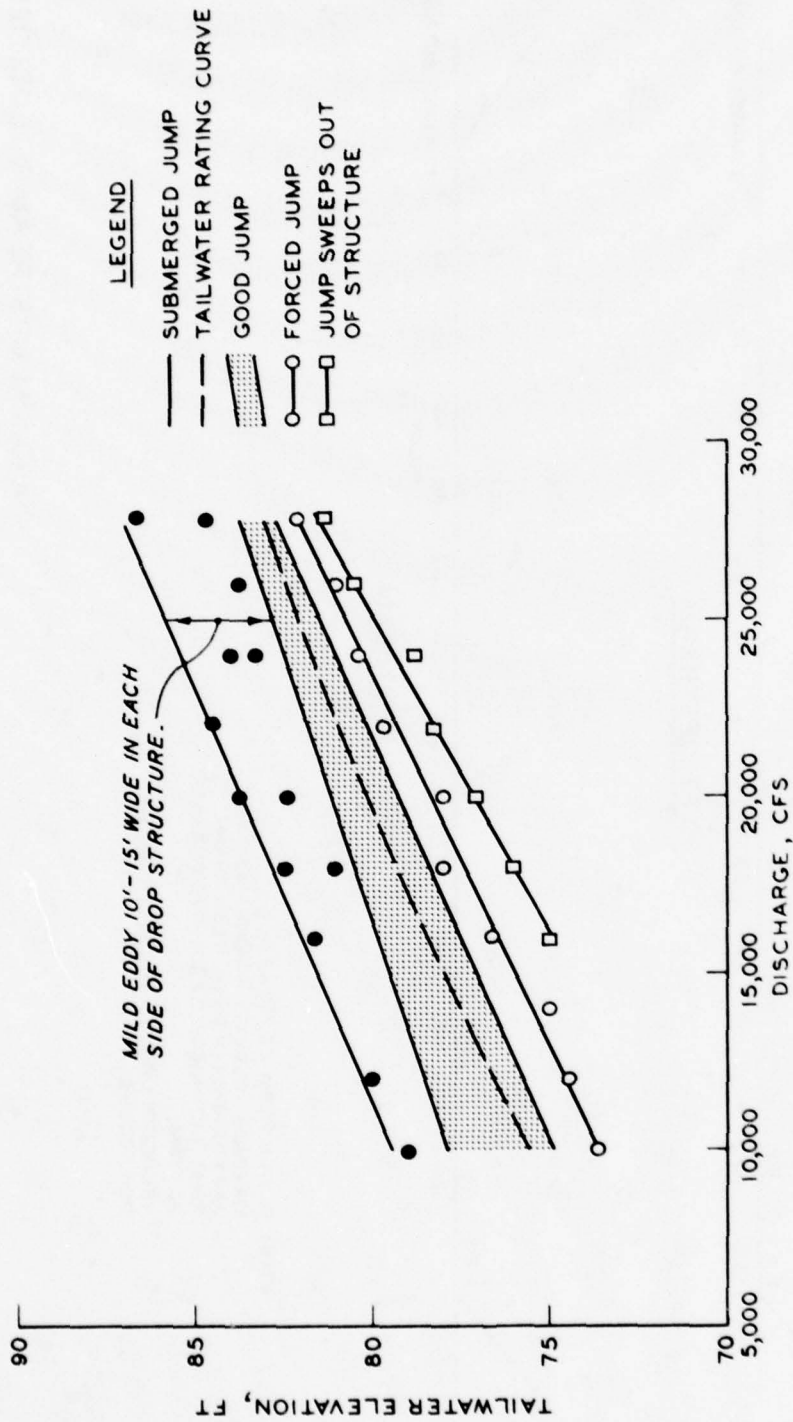 MILD EDDY 10'-15' WIDE IN EACH
SIDE OF DROP STRUCTURE.
LEGEND
SUBMERGED JUMP
TAILWATER RATING CURVE
GOOD JUMP
FORCED JUMP
JUMP SWEEPS OUT
OF STRUCTURE
TAILWATER ELEVATION, FT
90
85
80
75
70
5,000
10,000
15,000
20,000
25,000
30,000
DISCHARGE, CFS